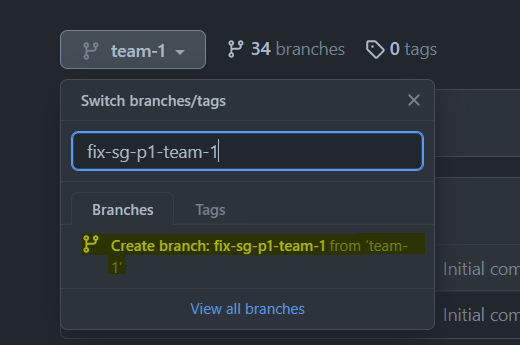 team-1
34 branches
0 tags
Switch branches/tags
fix-sg-p1-team-1
Branches
Tags
Create branch: fix-sg-p1-team-1 from 'team-
1'
Initial com
View all branches
Initial com